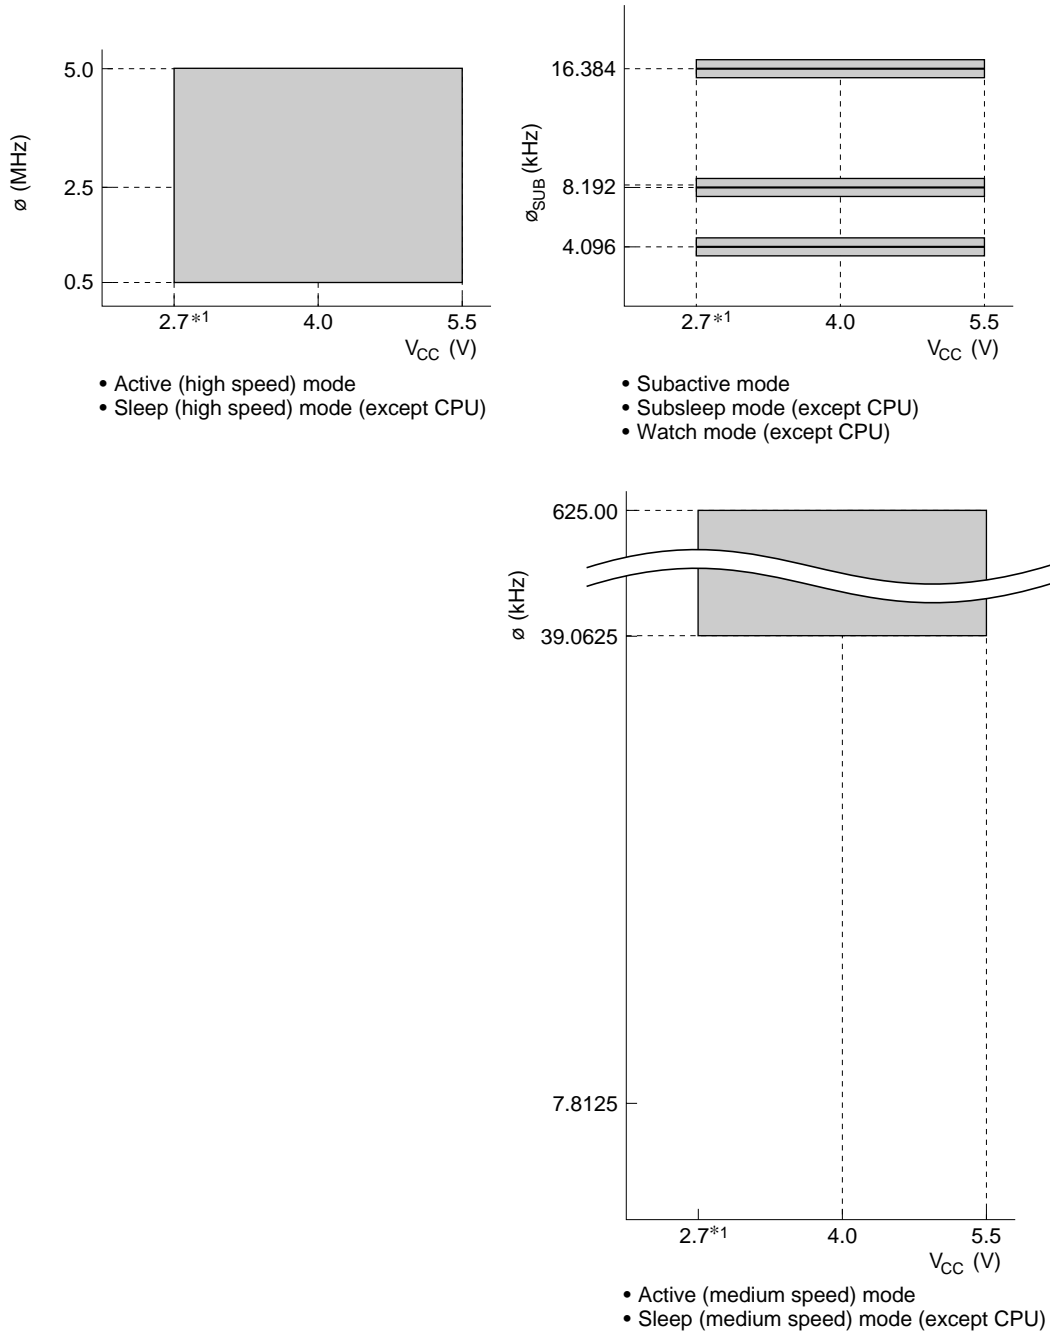 ø (MHz)
5.0
2.5
0.5
2.7*1 4.0 5.5
VCC (V)
• Active (high speed) mode
• Sleep (high speed) mode (except CPU)
øSUB (kHz)
16.384
8.192
4.096
2.7*1 4.0 5.5
VCC (V)
• Subactive mode
• Subsleep mode (except CPU)
• Watch mode (except CPU)
ø (kHz)
625.00
39.0625
7.8125
2.7*1 4.0 5.5
VCC (V)
• Active (medium speed) mode
• Sleep (medium speed) mode (except CPU)